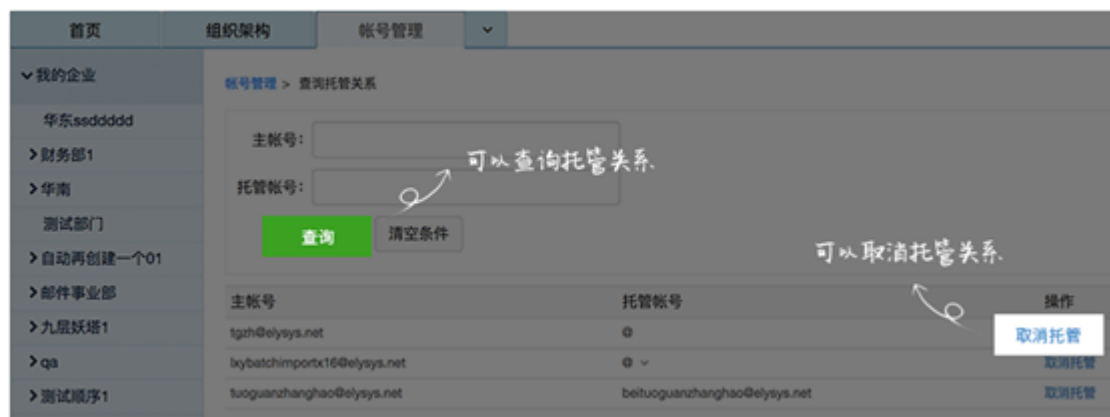 首页 组织架构 帐号管理
我的企业
帐号管理 > 查询托管关系
华东ssddddd
主帐号:
财务部1
可以查询托管关系
华南
托管帐号:
测试部门
查询 清空条件
自动再创建一个01
可以取消托管关系
邮件事业部
主帐号 托管帐号 操作
九层妖塔1
tgzh@elysys.net @ 取消托管
qa
lxybatchimportx16@elysys.net @ 取消托管
测试顺序1
tuoguanzhanghao@elysys.net beituoguanzhanghao@elysys.net 取消托管